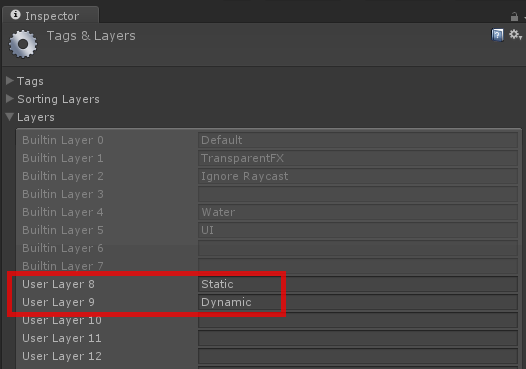 Inspector
Tags & Layers
Tags
Sorting Layers
Layers
Builtin Layer 0 Default
Builtin Layer 1 TransparentFX
Builtin Layer 2 Ignore Raycast
Builtin Layer 3
Builtin Layer 4 Water
Builtin Layer 5 UI
Builtin Layer 6
Builtin Layer 7
User Layer 8 Static
User Layer 9 Dynamic
User Layer 10
User Layer 11
User Layer 12